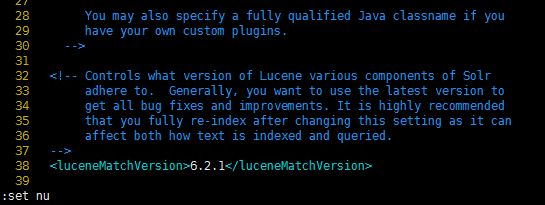 27
28 You may also specify a fully qualified Java classname if you
29 have your own custom plugins.
30 -->
31
32 <!-- Controls what version of Lucene various components of Solr
33 adhere to.  Generally, you want to use the latest version to
34 get all bug fixes and improvements. It is highly recommended
35 that you fully re-index after changing this setting as it can
36 affect both how text is indexed and queried.
37 -->
38 <luceneMatchVersion>6.2.1</luceneMatchVersion>
39
:set nu